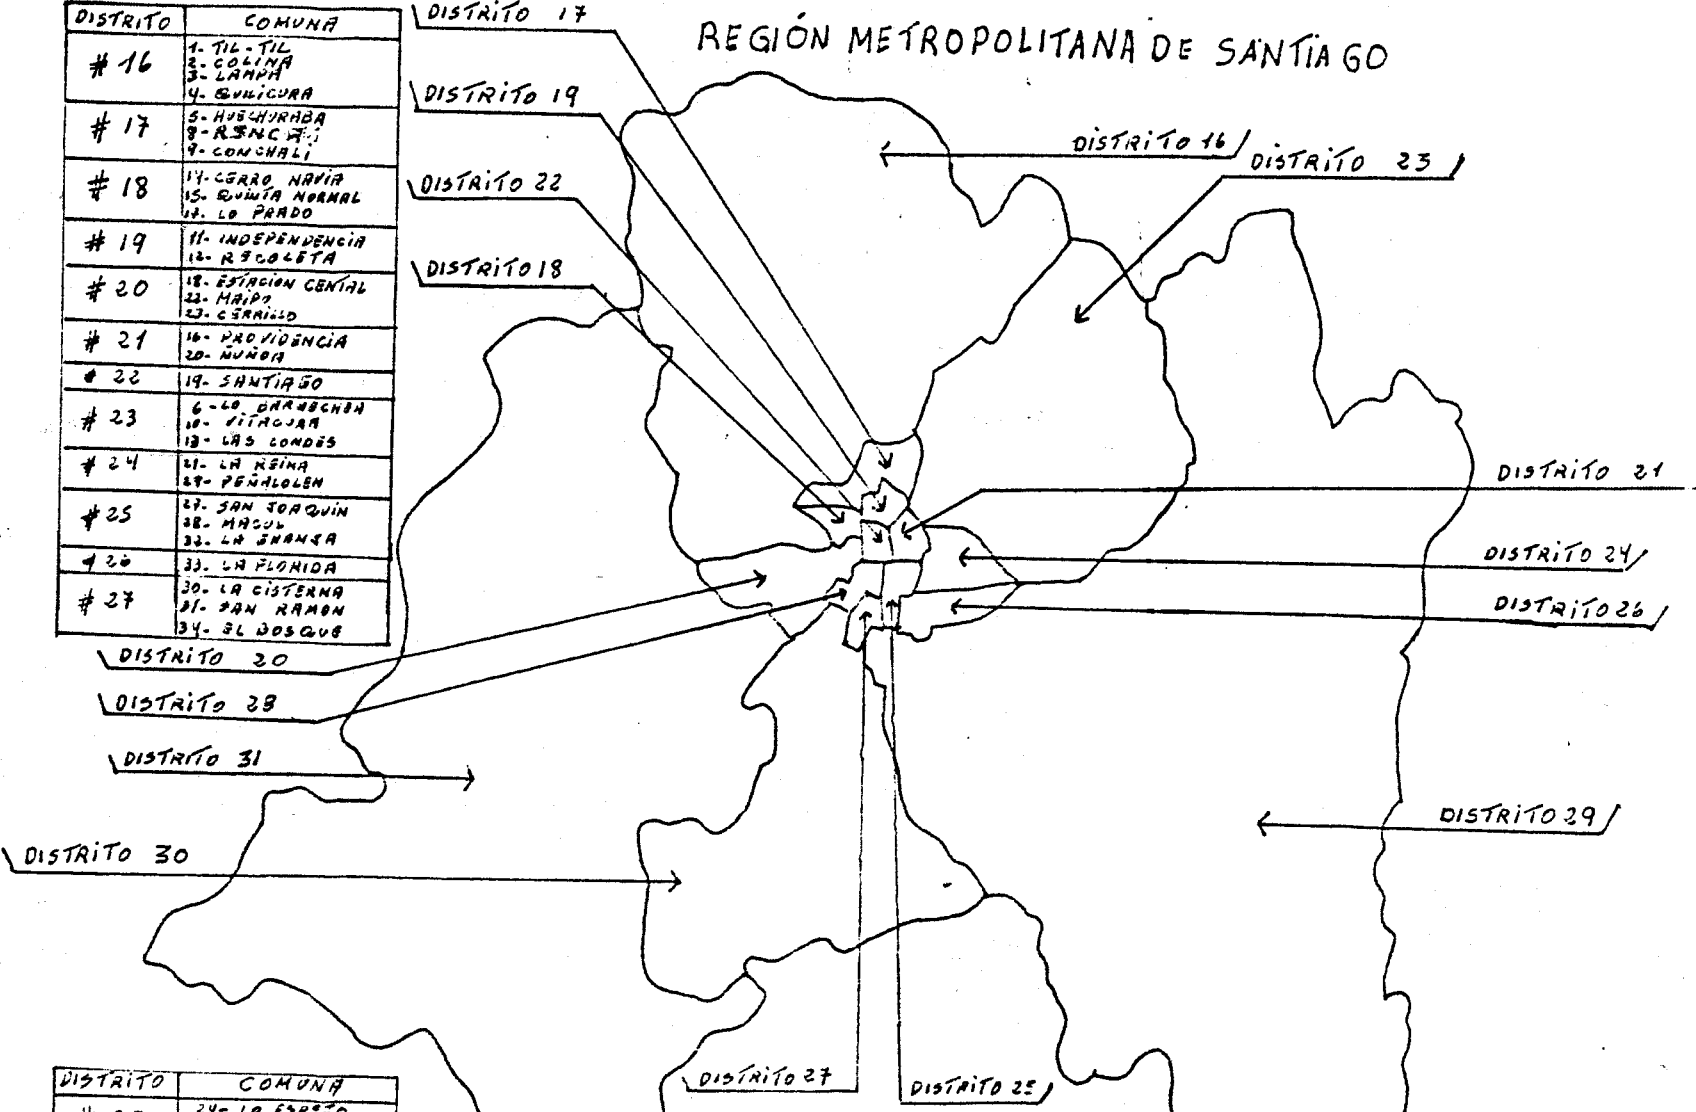 REGIÓN METROPOLITANA DE SANTIAGO
DISTRITO COMUNA
# 16
1- TIL-TIL
2- COLINA
3- LAMPA
4- QUILICURA
# 17
5- HUECHURABA
8- RENCA
9- CONCHALÍ
# 18
14- CERRO NAVIA
15- QUINTA NORMAL
17- LO PRADO
# 19
11- INDEPENDENCIA
12- RECOLETA
# 20
18- ESTACION CENTAL
22- MAIPO
23- CERRILLO
# 21
16- PROVIDENCIA
20- ÑUÑOA
# 22
19- SANTIAGO
# 23
6- LO BARNECHEA
10- VITACURA
13- LAS CONDES
# 24
21- LA REINA
29- PEÑALOLEN
# 25
27- SAN JOAQUIN
28- MACUL
32- LA GRANJA
# 26
33- LA FLORIDA
# 27
30- LA CISTERNA
31- SAN RAMON
34- EL BOSQUE
DISTRITO 17
DISTRITO 19
DISTRITO 22
DISTRITO 18
DISTRITO 16
DISTRITO 23
DISTRITO 21
DISTRITO 24
DISTRITO 26
DISTRITO 20
DISTRITO 28
DISTRITO 31
DISTRITO 30
DISTRITO 29
DISTRITO 27
DISTRITO 25
DISTRITO COMUNA